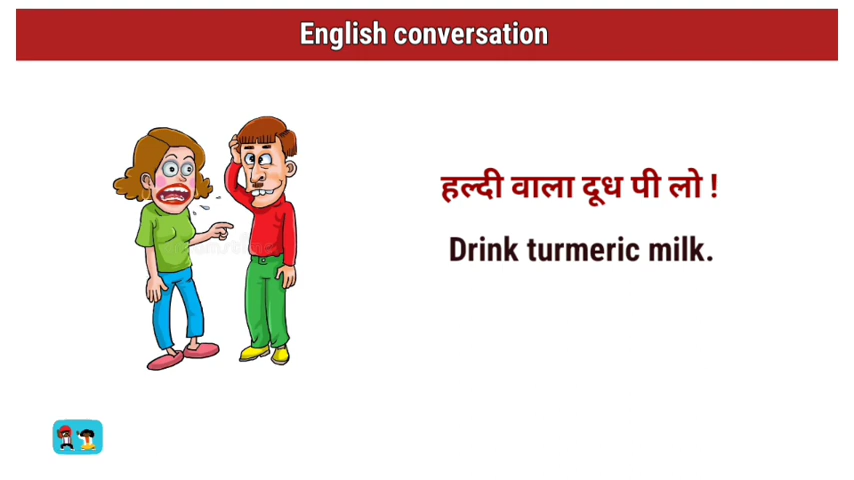 English conversation
हल्दी वाला दूध पी लो !
Drink turmeric milk.